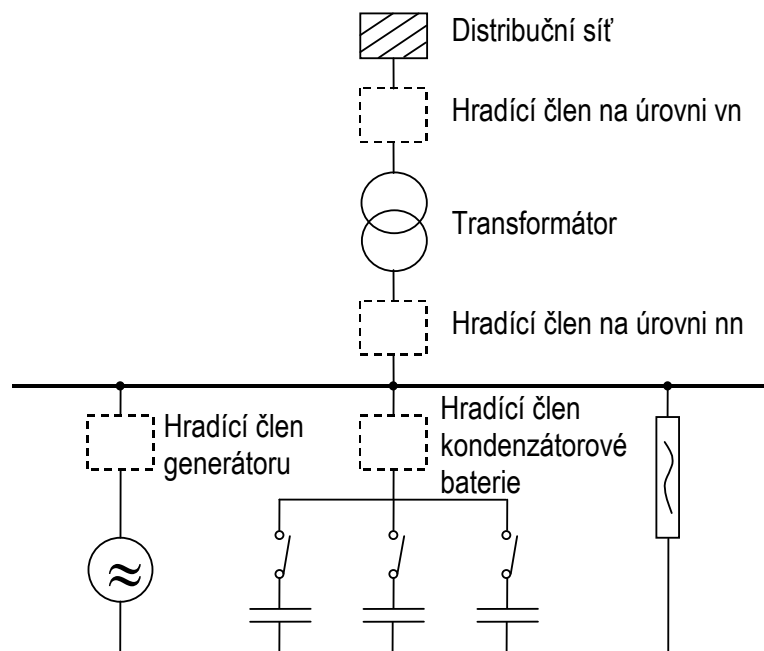 Distribuční síť
Hradící člen na úrovni vn
Transformátor
Hradící člen na úrovni nn
Hradící člen
generátoru
Hradící člen
kondenzátorové
baterie